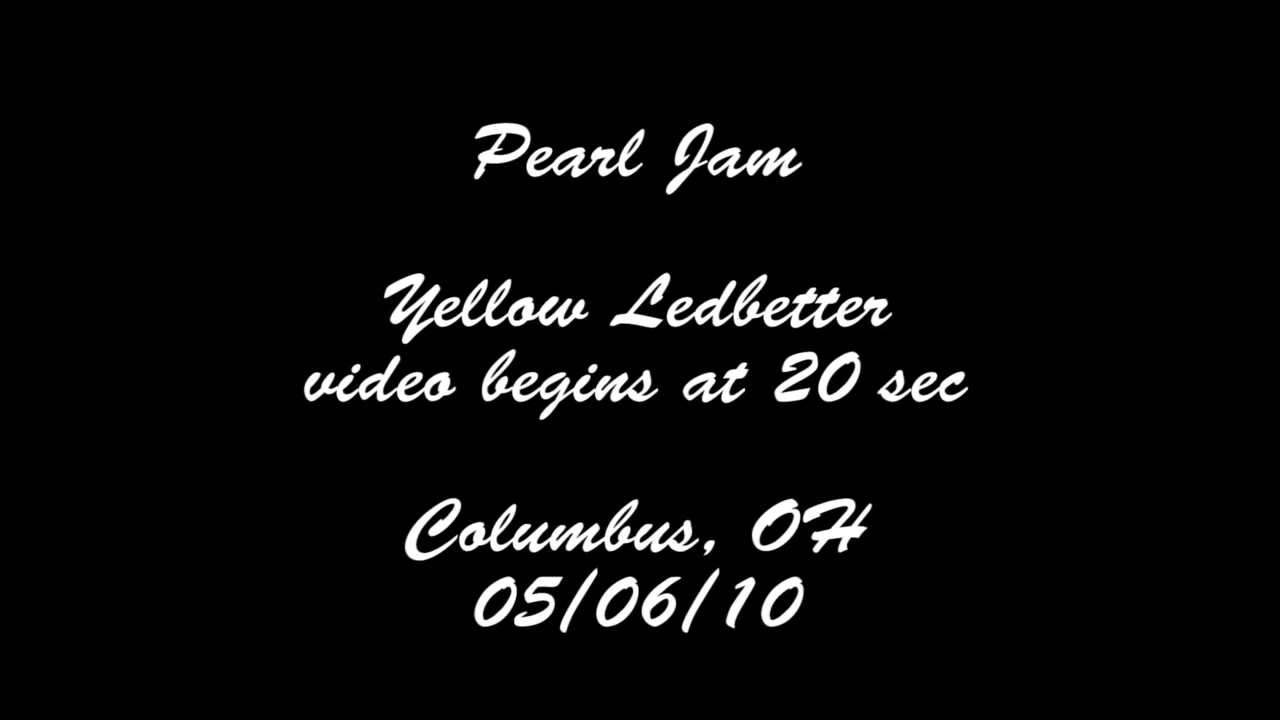 Pearl Jam
Yellow Ledbetter
video begins at 20 sec
Columbus, OH
05/06/10